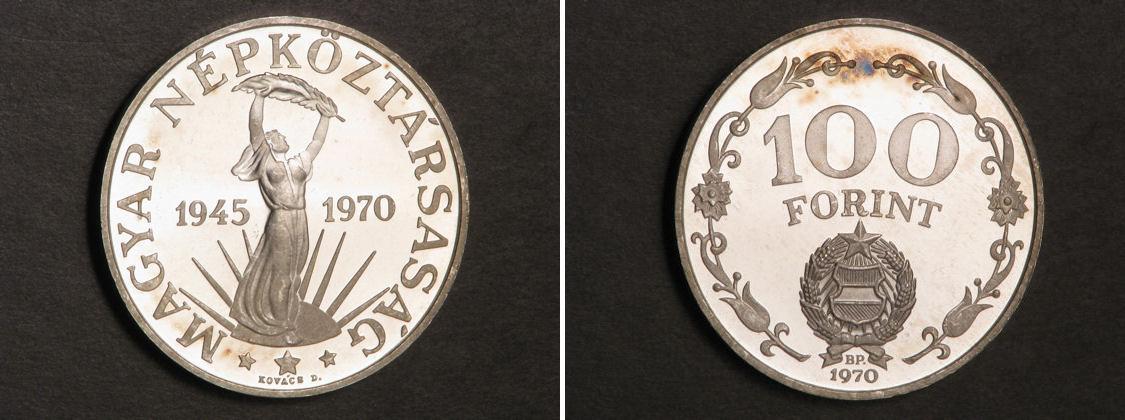 MAGYAR NÉPKÖZTÁRSASÁG
1945 1970
KOVÁCS D.
100
FORINT
BP.
1970